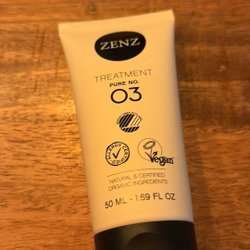 ZENZ
TREATMENT
PURE NO.
03
Vegan
NATURAL & CERTIFIED
ORGANIC INGREDIENTS
50 ML - 1.69 FL OZ